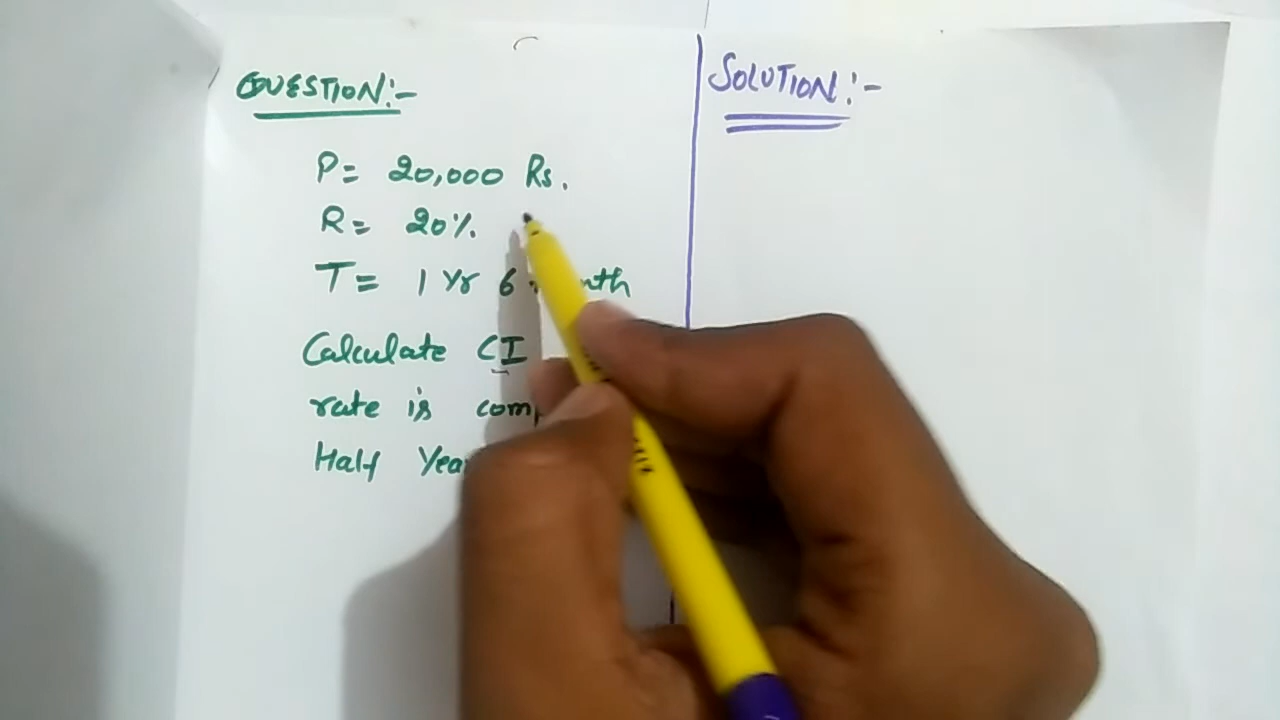 QUESTION:-
P= 20,000 Rs.
R= 20%.
T= 1 Yr 6
Calculate CI
rate is
Half
SOLUTION:-